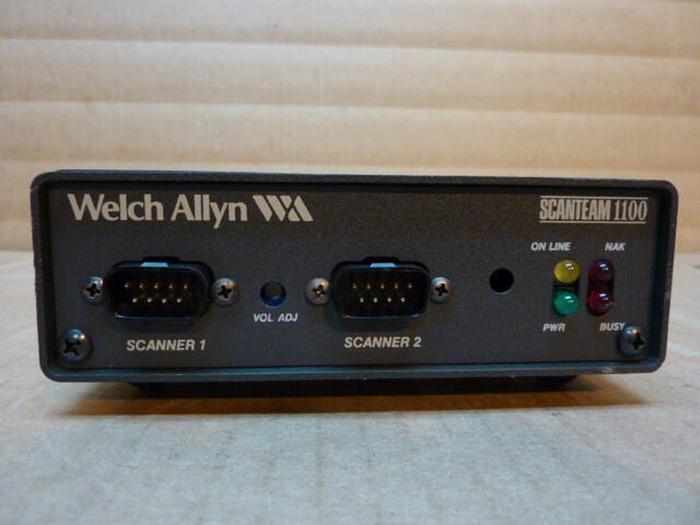 Welch Allyn WA
SCANTEAM 1100
ON LINE NAK
VOL ADJ
PWR BUSY
SCANNER 1
SCANNER 2